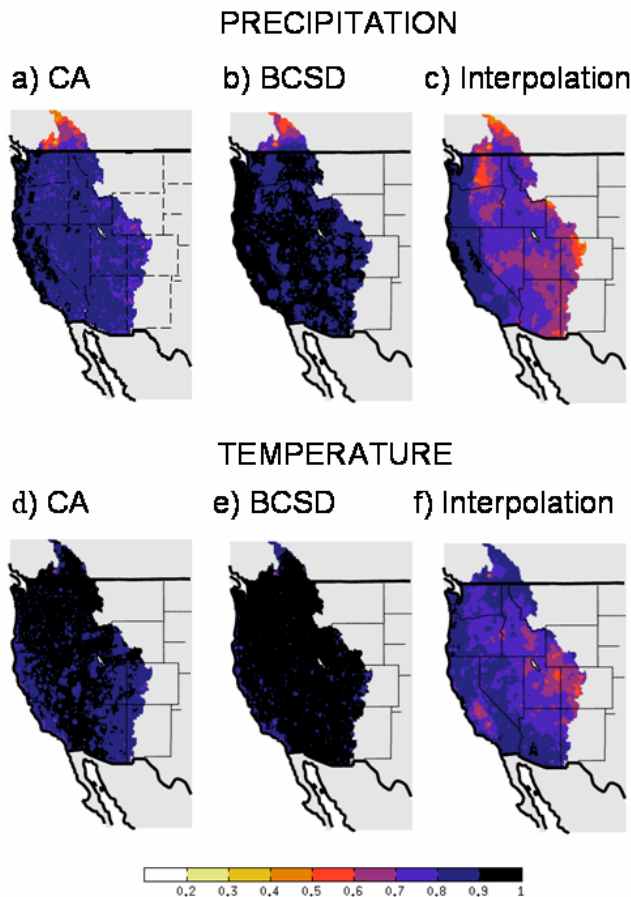 PRECIPITATION
a) CA b) BCSD c) Interpolation
TEMPERATURE
d) CA e) BCSD f) Interpolation
0.2 0.3 0.4 0.5 0.6 0.7 0.8 0.9 1